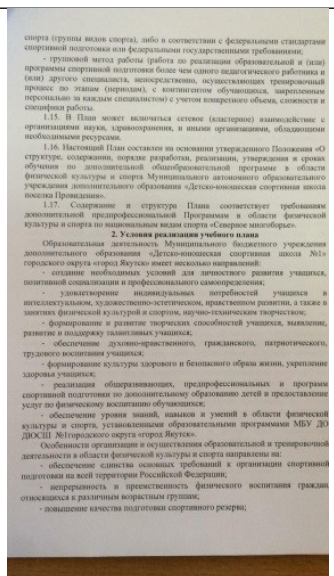 спорта (группы видов спорта), либо в соответствии с федеральными стандартами
спортивной подготовки или федеральными государственными требованиями;
- групповой метод работы (работа по реализации образовательной и (или)
программы спортивной подготовки более чем одного педагогического работника и
(или) другого специалиста, непосредственно, осуществляющих тренировочный
процесс по этапам (периодам), с контингентом обучающихся, закрепленным
персонально за каждым специалистом) с учетом конкретного объема, сложности и
специфики работы.
1.15. В План может включаться сетевое (кластерное) взаимодействие с
организациями науки, здравоохранения, и иными организациями, обладающими
необходимыми ресурсами.
1.16. Настоящий План составлен на основании утвержденного Положения «О
структуре, содержании, порядке разработки, реализации, утверждения и сроках
обучения по дополнительной общеобразовательной программе в области
физической культуры и спорта Муниципального автономного образовательного
учреждения дополнительного образования «Детско-юношеская спортивная школа
поселка Провидения».
1.17. Содержание и структура Плана соответствует требованиям
дополнительной предпрофессиональной Программам в области физической
культуры и спорта по национальным видам спорта «Северное многоборье».
2. Условия реализации учебного плана
Образовательная деятельность Муниципального бюджетного учреждения
дополнительного образования «Детско-юношеская спортивная школа №1»
городского округа «город Якутск» имеет несколько направлений:
- создание необходимых условий для личностного развития учащихся,
позитивной социализации и профессионального самоопределения;
- удовлетворение индивидуальных потребностей учащихся в
интеллектуальном, художественно-эстетическом, нравственном развитии, а также в
занятиях физической культурой и спортом, научно-техническим творчеством;
- формирование и развитие творческих способностей учащихся, выявление,
развитие и поддержку талантливых учащихся;
- обеспечение духовно-нравственного, гражданского, патриотического,
трудового воспитания учащихся;
- формирование культуры здорового и безопасного образа жизни, укрепление
здоровья учащихся;
- реализация общеразвивающих, предпрофессиональных и программ
спортивной подготовки по дополнительному образованию детей и предоставление
услуг по физическому воспитанию обучающихся;
- обеспечение уровня знаний, навыков и умений в области физической
культуры и спорта, установленными образовательными программами МБУ ДО
ДЮСШ №1городского округа «город Якутск».
Особенности организации и осуществления образовательной и тренировочной
деятельности в области физической культуры и спорта направлены на:
- обеспечение единства основных требований к организации спортивной
подготовки на всей территории Российской Федерации;
- непрерывность и преемственность физического воспитания граждан,
относящихся к различным возрастным группам;
- повышение качества подготовки спортивного резерва;